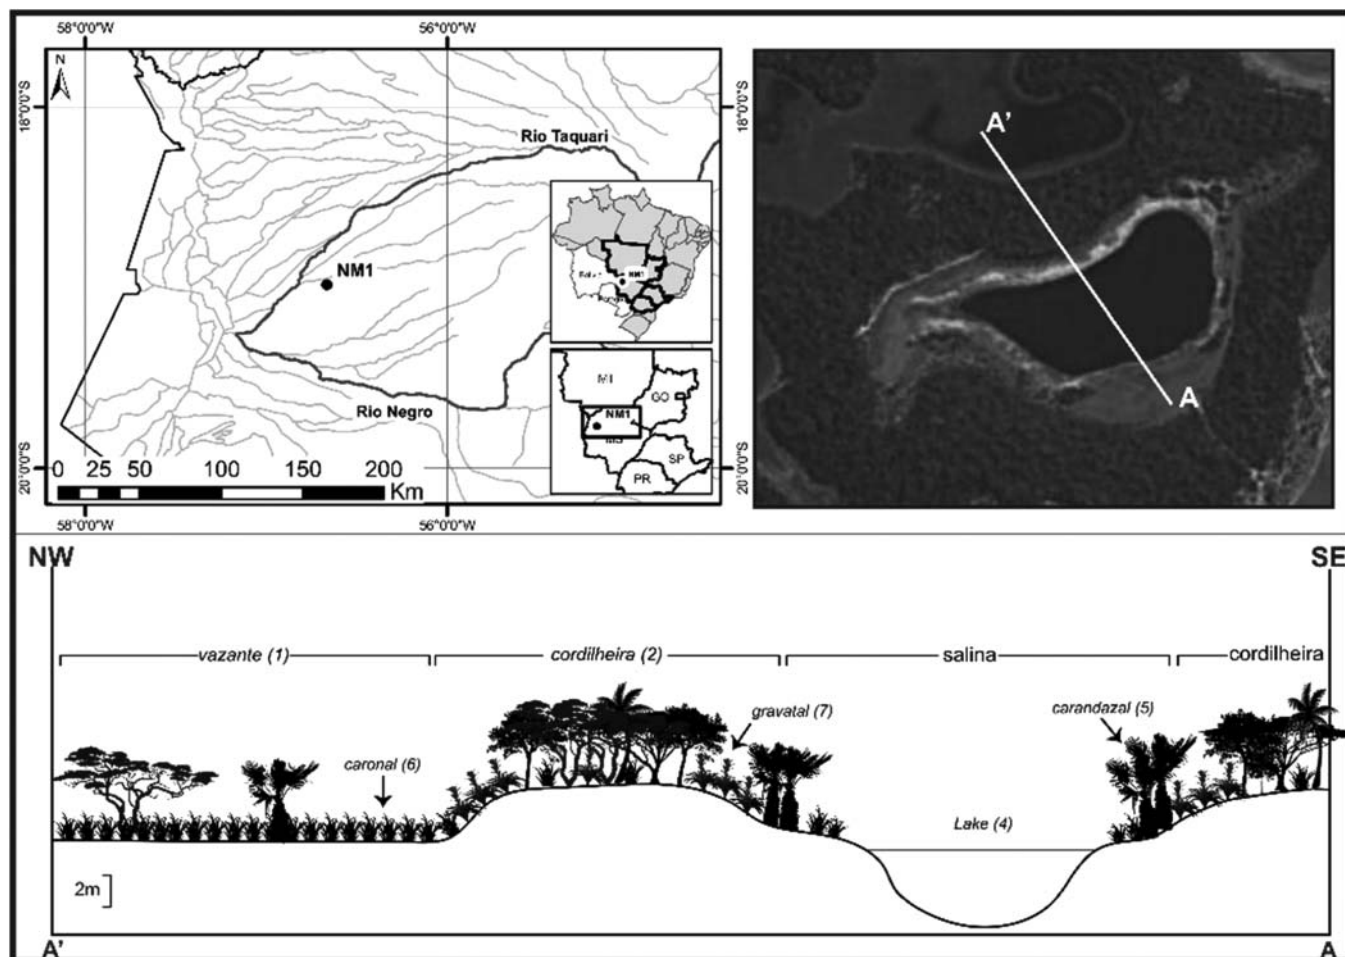 58°0'0"W
56°0'0"W
N
18°0'0"S
18°0'0"S
Rio Taquari
NM1
NM1
Rio Negro
MT
GO
NM1
MS
SP
PR
0 25 50 100 150 200
Km
20°0'0"S
20°0'0"S
58°0'0"W
56°0'0"W
A'
A
NW
SE
vazante (1)
cordilheira (2)
salina
cordilheira
gravatal (7)
carandazal (5)
caronal (6)
Lake (4)
2m
A'
A